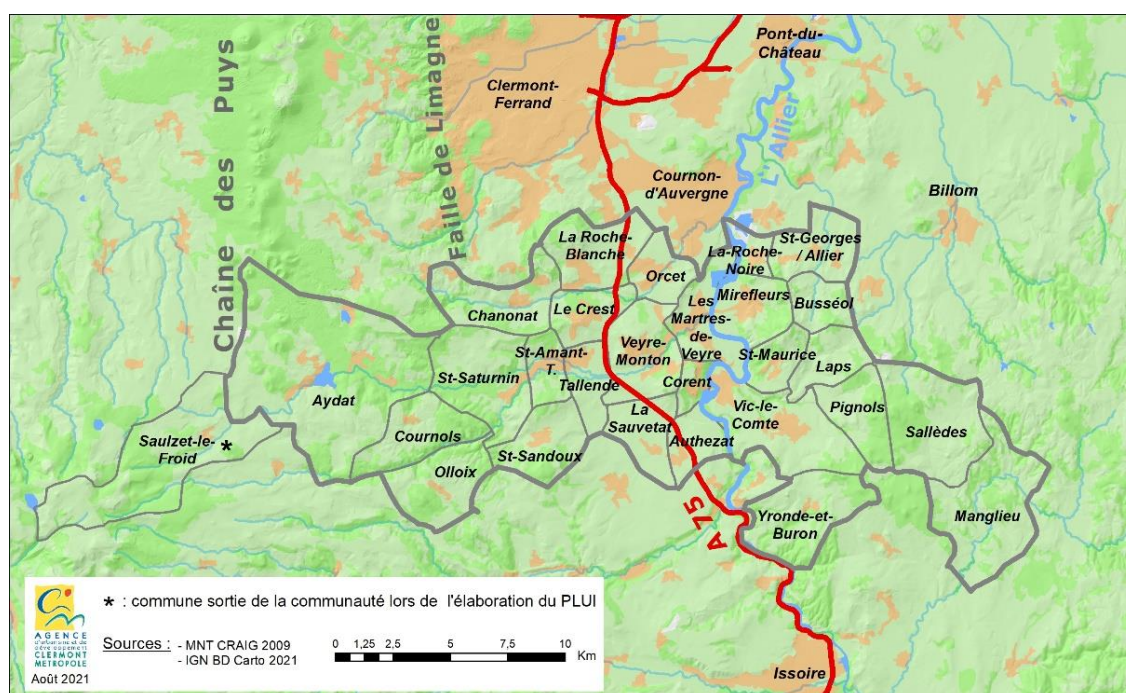 Chaîne des Puys
Faille de Limagne
Clermont-
Ferrand
Pont-du-
Château
L' Allier
Cournon-
d'Auvergne
Billom
La Roche-
Blanche
Orcet
La-Roche-
Noire
St-Georges
/ Allier
Chanonat
Le Crest
Les
Martres-
de-
Veyre
Mirefleurs
Busséol
St-Amant-
T.
Veyre-
Monton
St-Maurice
Laps
St-Saturnin
Tallende
Corent
Aydat
Vic-le-
Comte
Pignols
Cournols
La
Sauvetat
Authezat
Sallèdes
Saulzet-le-
Froid *
Olloix
St-Sandoux
A 75
Yronde-et-
Buron
Manglieu
Issoire
* : commune sortie de la communauté lors de l'élaboration du PLUI
AGENCE
d'urbanisme et de
développement
CLERMONT
METROPOLE
Août 2021
Sources : - MNT CRAIG 2009
- IGN BD Carto 2021
0 1,25 2,5 5 7,5 10
Km